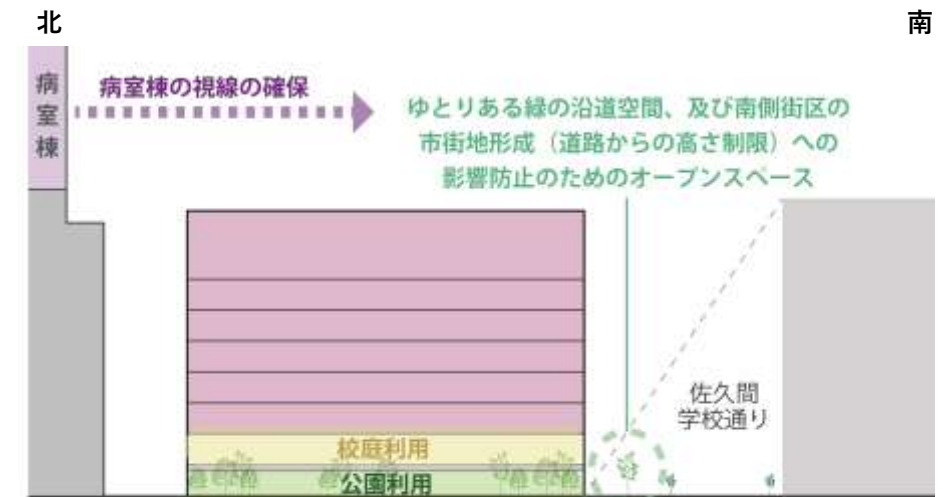 北
南
病室棟
病室棟の視線の確保
ゆとりある緑の沿道空間、及び南側街区の
市街地形成（道路からの高さ制限）への
影響防止のためのオープンスペース
佐久間
学校通り
校庭利用
公園利用